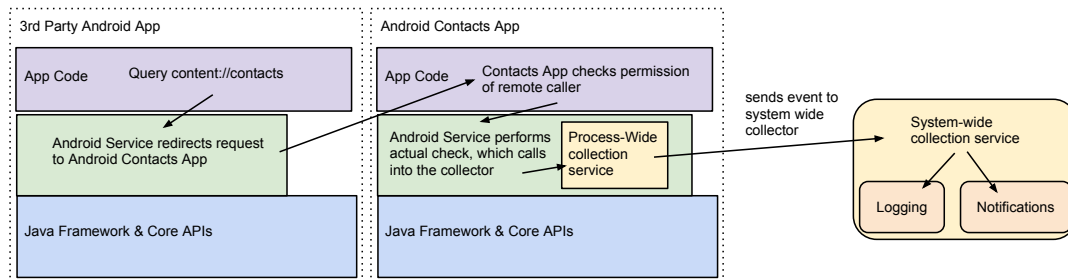 3rd Party Android App
App Code
Query content://contacts
Android Service redirects request
to Android Contacts App
Java Framework & Core APIs
Android Contacts App
App Code
Contacts App checks permission
of remote caller
Android Service performs
actual check, which calls
into the collector
Process-Wide
collection
service
Java Framework & Core APIs
sends event to
system wide
collector
System-wide
collection service
Logging
Notifications